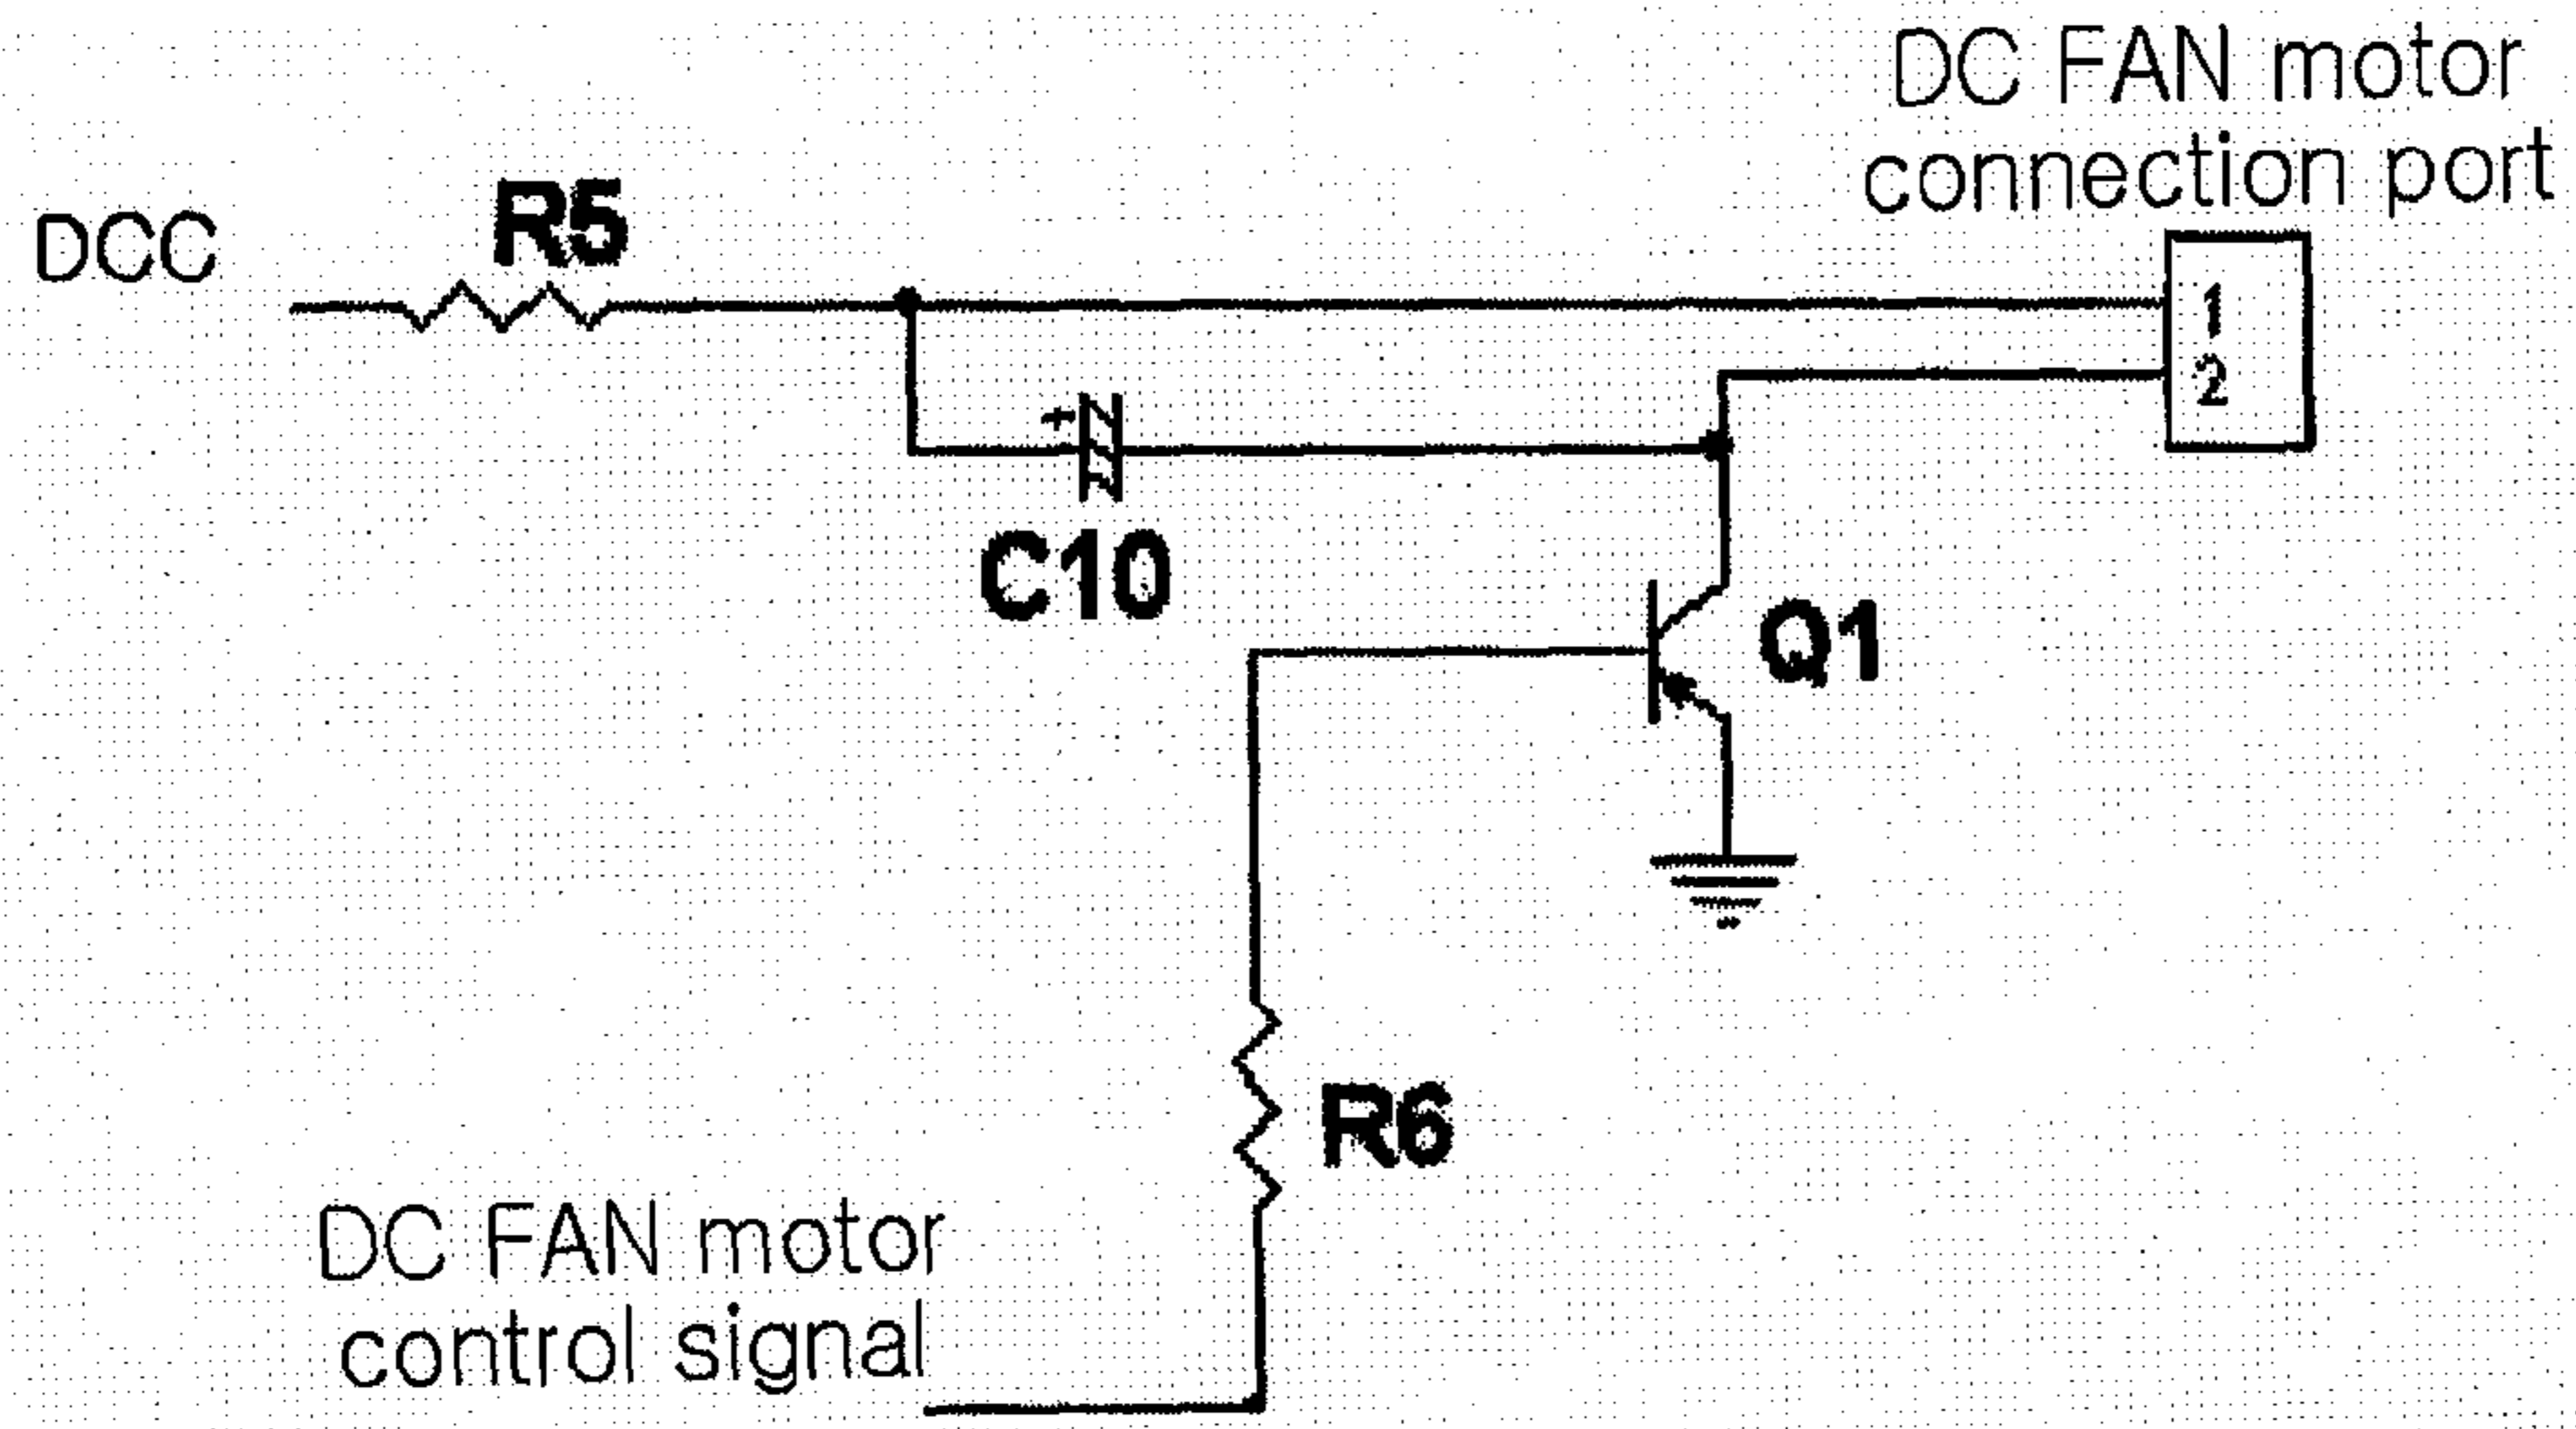 DC FAN motor
connection port
DCC
R5
1
2
+
C10
Q1
R6
DC FAN motor
control signal